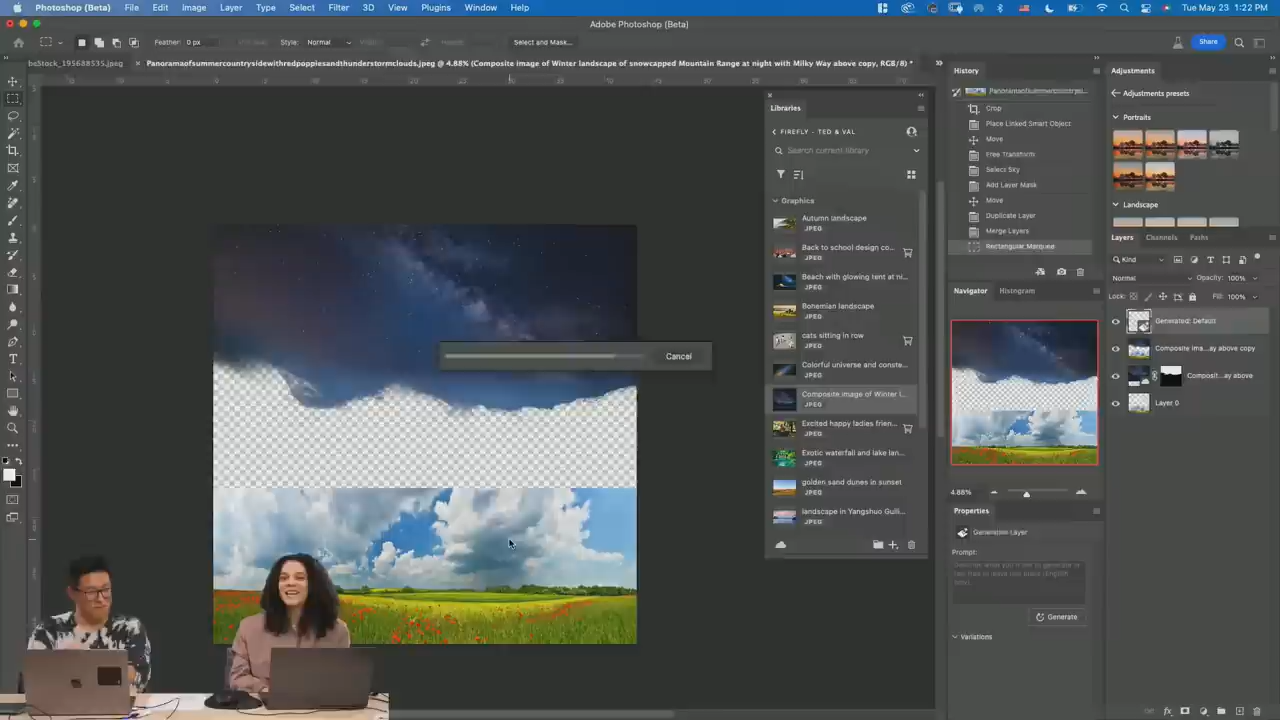 Photoshop (Beta) File Edit Image Layer Type Select Filter 3D View Plugins Window Help Tue May 23 1:22 PM
Adobe Photoshop (Beta)
Feather: 0 px Style: Normal Select and Mask... Share
beStock_195688535.jpeg × Panoramaofsummercountrysidewithredpoppiesandthunderstormclouds.jpeg @ 4.88% (Composite image of Winter landscape of snowcapped Mountain Range at night with Milky Way above copy, RGB/8) *
Cancel
Libraries
FIREFLY - TED & VAL
Search current library
Graphics
Autumn landscape
JPEG
Back to school design co...
JPEG
Beach with glowing tent at ni...
JPEG
Bohemian landscape
JPEG
cats sitting in row
JPEG
Colorful universe and conste...
JPEG
Composite image of Winter l...
JPEG
Excited happy ladies frien...
JPEG
Exotic waterfall and lake lan...
JPEG
golden sand dunes in sunset
JPEG
landscape in Yangshuo Guili...
JPEG
History
Crop
Place Linked Smart Object
Move
Free Transform
Select Sky
Add Layer Mask
Move
Duplicate Layer
Merge Layers
Rectangular Marquee
Navigator Histogram
4.88%
Properties
Generation Layer
Prompt:
Generate
Variations
Adjustments
Adjustments presets
Portraits
Landscape
Layers Channels Paths
Kind
Normal Opacity: 100%
Lock: Fill: 100%
Generated: Default
Composite ima...ay above copy
Composit...ay above
Layer 0